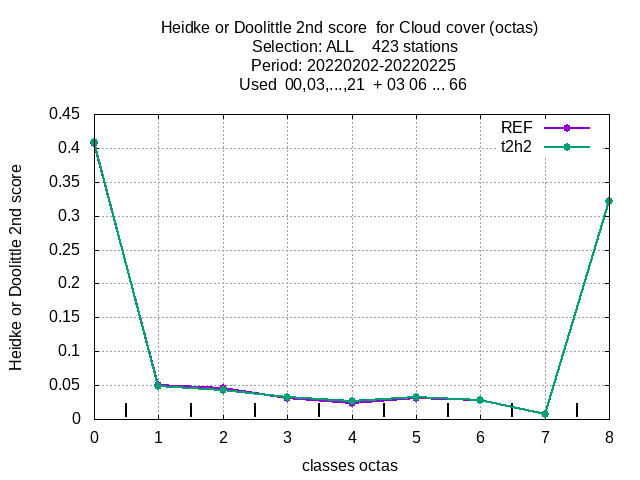 Heidke or Doolittle 2nd score  for Cloud cover (octas)
Selection: ALL    423 stations
Period: 20220202-20220225
Used  00,03,...,21  + 03 06 ... 66
REF
t2h2
Heidke or Doolittle 2nd score
0.45
0.4
0.35
0.3
0.25
0.2
0.15
0.1
0.05
0
0 1 2 3 4 5 6 7 8
classes octas